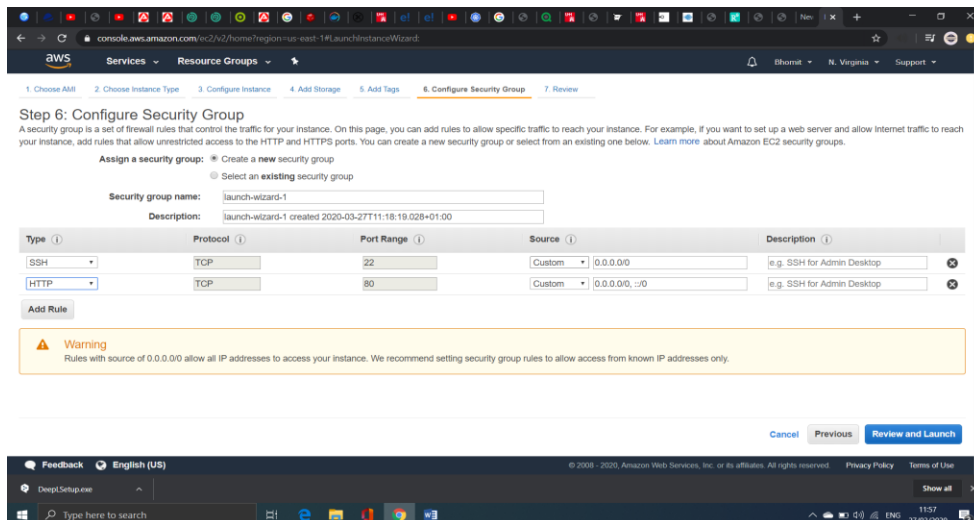 New
console.aws.amazon.com/ec2/v2/home?region=us-east-1#LaunchInstanceWizard:
aws Services Resource Groups Bhomit N. Virginia Support
1. Choose AMI 2. Choose Instance Type 3. Configure Instance 4. Add Storage 5. Add Tags 6. Configure Security Group 7. Review
Step 6: Configure Security Group
A security group is a set of firewall rules that control the traffic for your instance. On this page, you can add rules to allow specific traffic to reach your instance. For example, if you want to set up a web server and allow Internet traffic to reach
your instance, add rules that allow unrestricted access to the HTTP and HTTPS ports. You can create a new security group or select from an existing one below. Learn more about Amazon EC2 security groups.
Assign a security group: Create a new security group
Select an existing security group
Security group name: launch-wizard-1
Description: launch-wizard-1 created 2020-03-27T11:18:19.028+01:00
Type Protocol Port Range Source Description
SSH TCP 22 Custom 0.0.0.0/0 e.g. SSH for Admin Desktop
HTTP TCP 80 Custom 0.0.0.0/0, ::/0 e.g. SSH for Admin Desktop
Add Rule
Warning
Rules with source of 0.0.0.0/0 allow all IP addresses to access your instance. We recommend setting security group rules to allow access from known IP addresses only.
Cancel Previous Review and Launch
Feedback English (US) © 2008 - 2020, Amazon Web Services, Inc. or its affiliates. All rights reserved. Privacy Policy Terms of Use
DeepLSetup.exe Show all
Type here to search ENG 11:57
27/03/2020